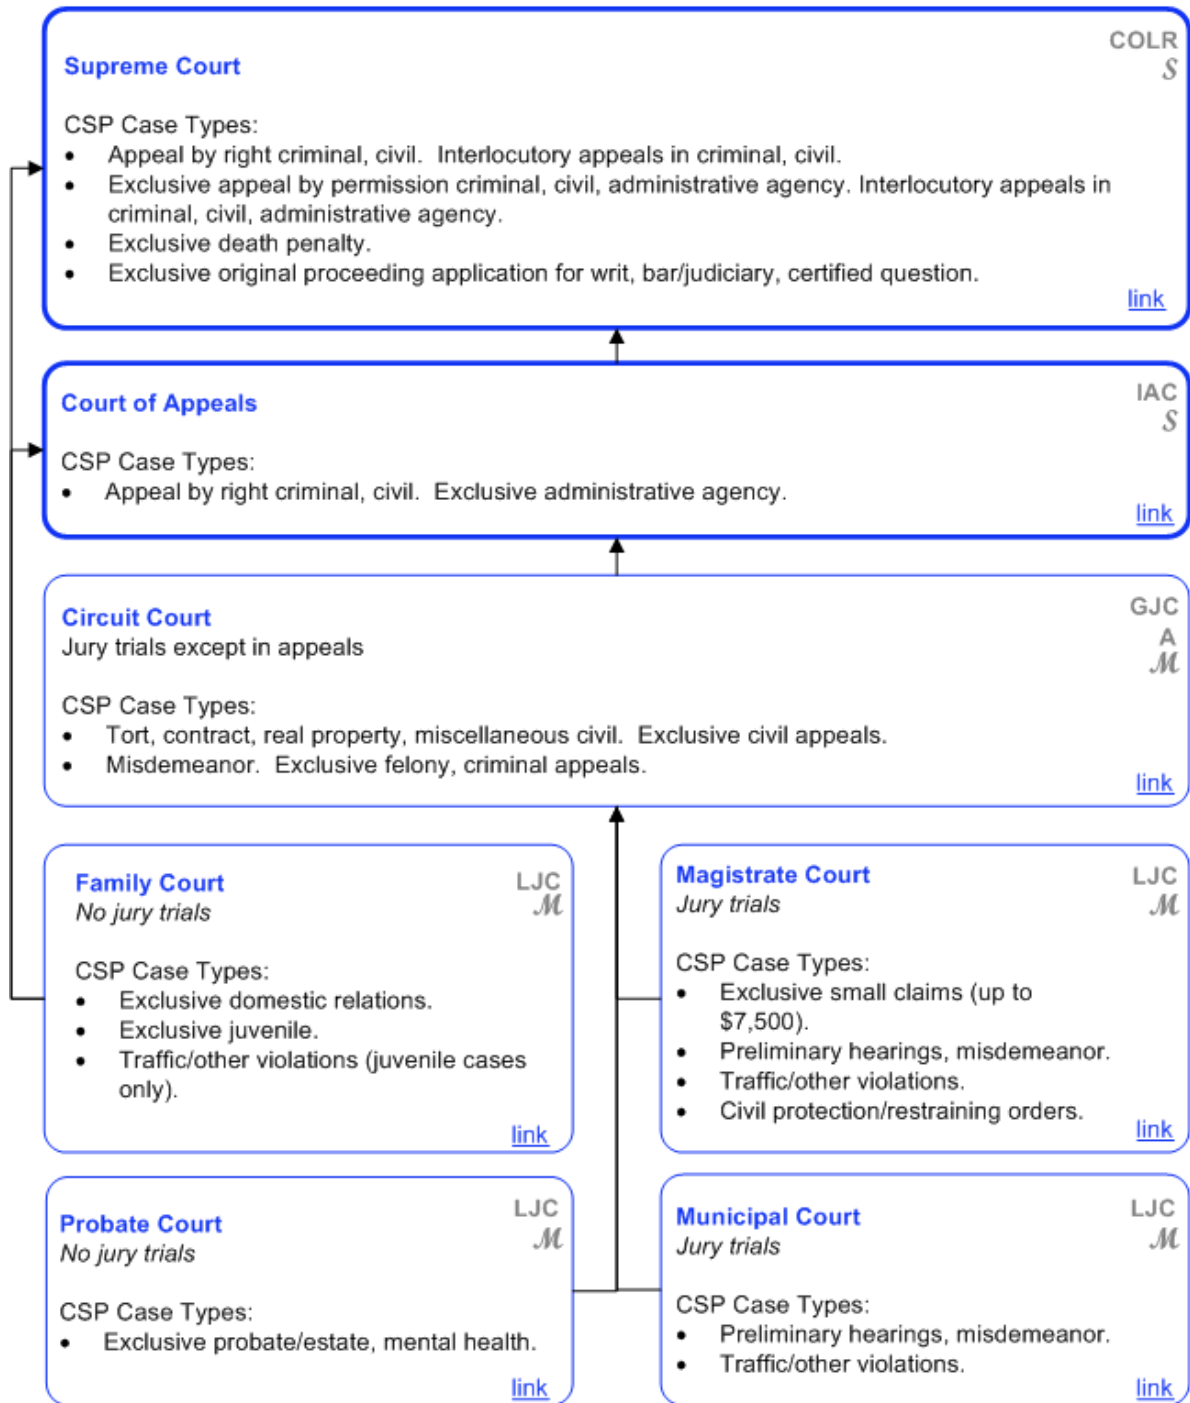 COLR
Supreme Court
S
CSP Case Types:
• Appeal by right criminal, civil. Interlocutory appeals in criminal, civil.
• Exclusive appeal by permission criminal, civil, administrative agency. Interlocutory appeals in
criminal, civil, administrative agency.
• Exclusive death penalty.
• Exclusive original proceeding application for writ, bar/judiciary, certified question.
link
IAC
Court of Appeals
S
CSP Case Types:
• Appeal by right criminal, civil. Exclusive administrative agency.
link
GJC
Circuit Court
A
Jury trials except in appeals
M
CSP Case Types:
• Tort, contract, real property, miscellaneous civil. Exclusive civil appeals.
• Misdemeanor. Exclusive felony, criminal appeals.
link
Family Court
LJC
No jury trials
M
CSP Case Types:
• Exclusive domestic relations.
• Exclusive juvenile.
• Traffic/other violations (juvenile cases
only).
link
Magistrate Court
LJC
Jury trials
M
CSP Case Types:
• Exclusive small claims (up to
$7,500).
• Preliminary hearings, misdemeanor.
• Traffic/other violations.
• Civil protection/restraining orders.
link
LJC
Probate Court
M
No jury trials
CSP Case Types:
• Exclusive probate/estate, mental health.
link
LJC
Municipal Court
M
Jury trials
CSP Case Types:
• Preliminary hearings, misdemeanor.
• Traffic/other violations.
link